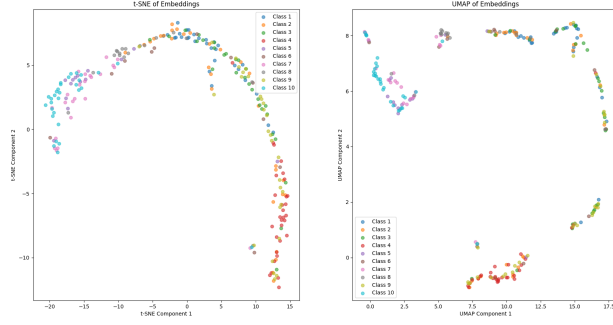 t-SNE of Embeddings
Class 1
Class 2
Class 3
Class 4
Class 5
Class 6
Class 7
Class 8
Class 9
Class 10
5
0
−5
−10
t-SNE Component 2
−20
−15
−10
−5
0
5
10
15
t-SNE Component 1
UMAP of Embeddings
8
6
4
2
0
UMAP Component 2
Class 1
Class 2
Class 3
Class 4
Class 5
Class 6
Class 7
Class 8
Class 9
Class 10
0.0
2.5
5.0
7.5
10.0
12.5
15.0
17.5
UMAP Component 1